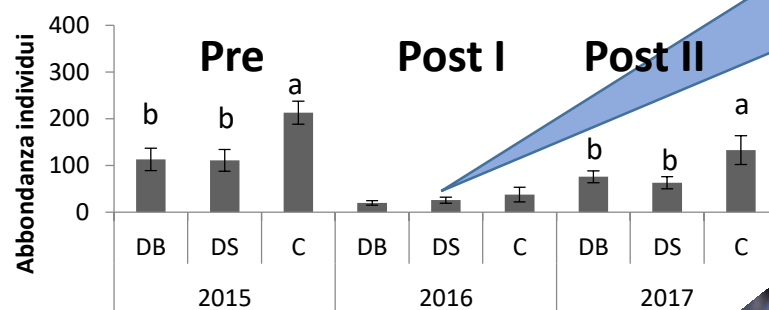 Abbondanza individui
400
300
200
100
0
Pre
Post I
Post II
b
b
a
b
b
a
DB
DS
C
DB
DS
C
DB
DS
C
2015
2016
2017